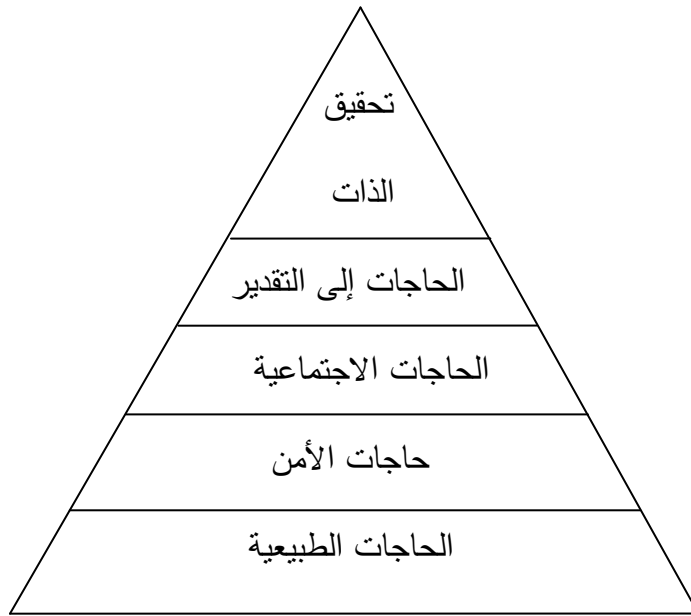 تحقيق
الذات
الحاجات إلى التقدير
الحاجات الاجتماعية
حاجات الأمن
الحاجات الطبيعية